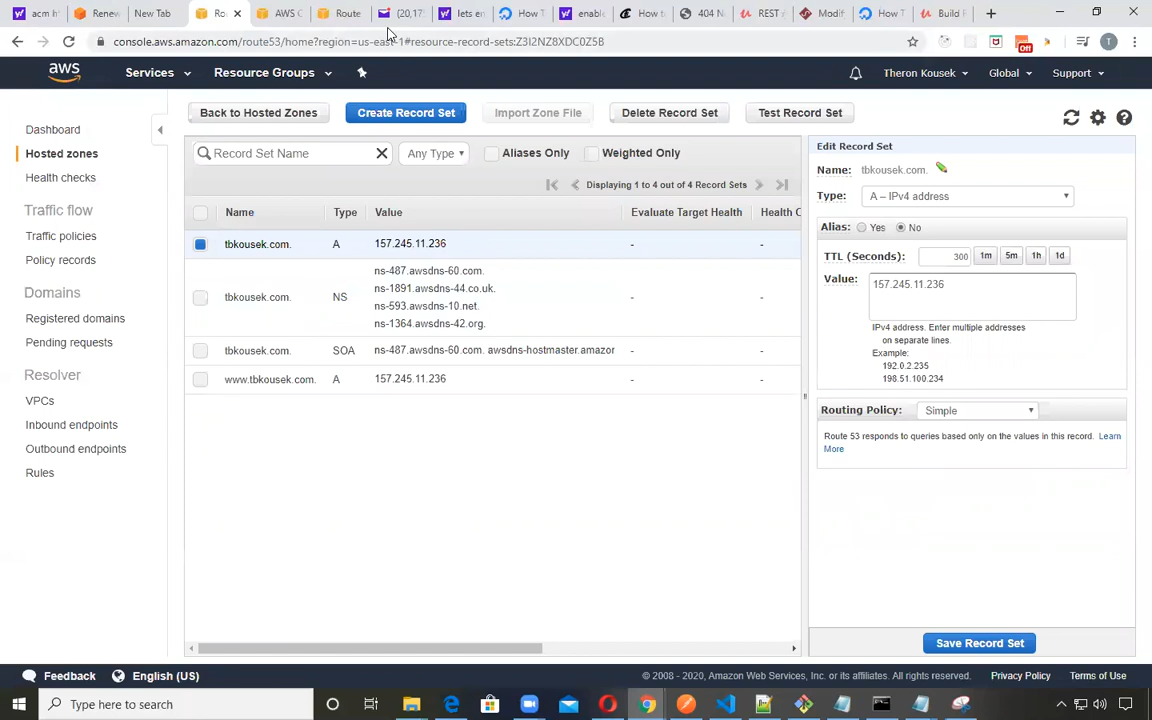 acm h
Renew
New Tab
Rou
AWS C
Route
(20,17
lets en
How T
enable
How to
404 N
REST
Modif
How T
Build F
console.aws.amazon.com/route53/home?region=us-east-1#resource-record-sets:Z3I2NZ8XDC0Z5B
Off
T
aws
Services
Resource Groups
Theron Kousek
Global
Support
Dashboard
Hosted zones
Health checks
Traffic flow
Traffic policies
Policy records
Domains
Registered domains
Pending requests
Resolver
VPCs
Inbound endpoints
Outbound endpoints
Rules
Back to Hosted Zones
Create Record Set
Import Zone File
Delete Record Set
Test Record Set
Record Set Name
Any Type
Aliases Only
Weighted Only
Displaying 1 to 4 out of 4 Record Sets
Name Type Value Evaluate Target Health Health C
tbkousek.com. A 157.245.11.236 - -
ns-487.awsdns-60.com.
ns-1891.awsdns-44.co.uk.
tbkousek.com. NS - -
ns-593.awsdns-10.net.
ns-1364.awsdns-42.org.
tbkousek.com. SOA ns-487.awsdns-60.com. awsdns-hostmaster.amazor - -
www.tbkousek.com. A 157.245.11.236 - -
Edit Record Set
Name: tbkousek.com.
Type: A – IPv4 address
Alias: Yes No
TTL (Seconds): 300 1m 5m 1h 1d
Value: 157.245.11.236
IPv4 address. Enter multiple addresses
on separate lines.
Example:
192.0.2.235
198.51.100.234
Routing Policy: Simple
Route 53 responds to queries based only on the values in this record. Learn
More
Save Record Set
Feedback
English (US)
© 2008 - 2020, Amazon Web Services, Inc. or its affiliates. All rights reserved.
Privacy Policy
Terms of Use
Type here to search